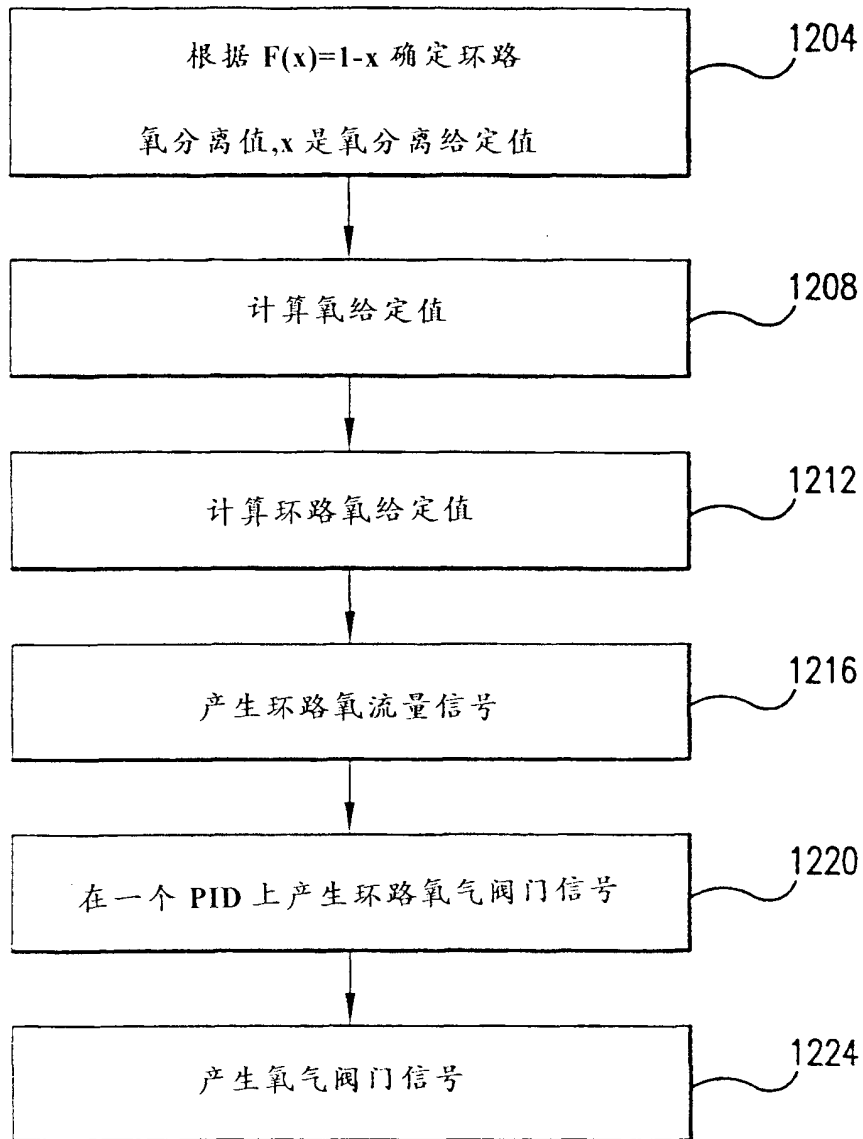 根据 F(x)=1-x 确定环路
氧分离值,x 是氧分离给定值
1204
计算氧给定值
1208
计算环路氧给定值
1212
产生环路氧流量信号
1216
在一个 PID 上产生环路氧气阀门信号
1220
产生氧气阀门信号
1224